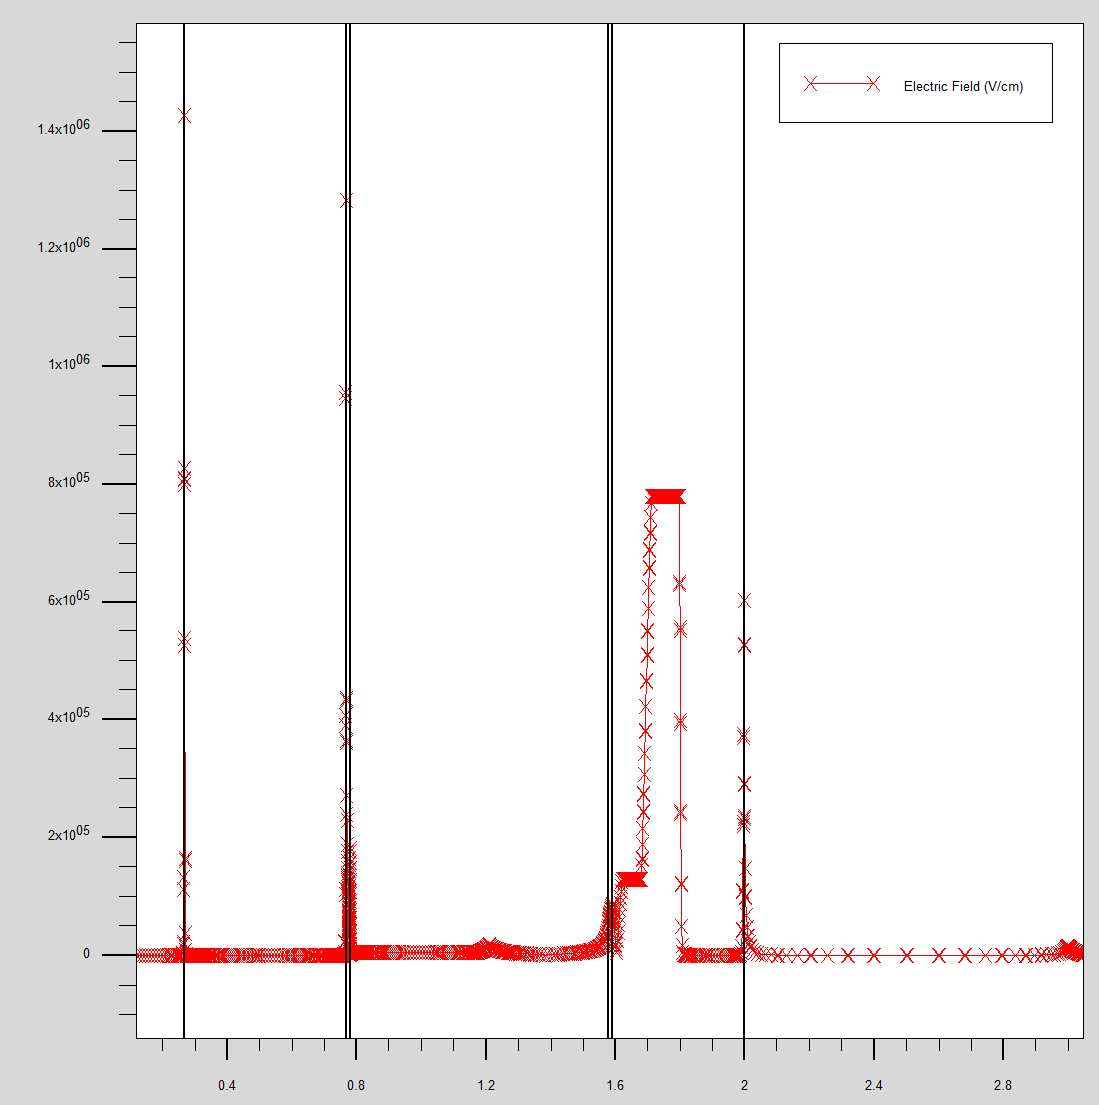 Electric Field (V/cm)
1.4x10⁰⁶
1.2x10⁰⁶
1x10⁰⁶
8x10⁰⁵
6x10⁰⁵
4x10⁰⁵
2x10⁰⁵
0
0.4 0.8 1.2 1.6 2 2.4 2.8